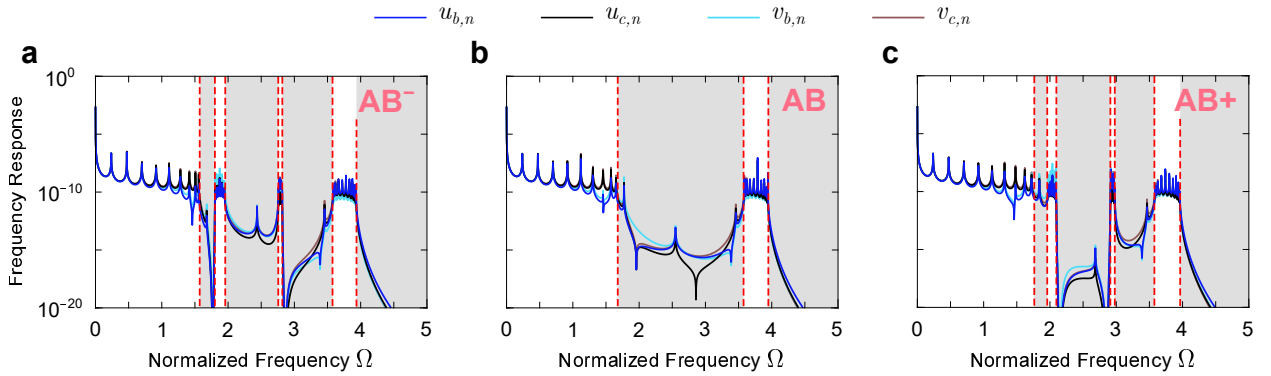 u_{b,n} u_{c,n} v_{b,n} v_{c,n}
a b c
AB⁻ AB AB+
Frequency Response
10^0
10^{-10}
10^{-20}
0 1 2 3 4 5 0 1 2 3 4 5 0 1 2 3 4 5
Normalized Frequency Ω Normalized Frequency Ω Normalized Frequency Ω